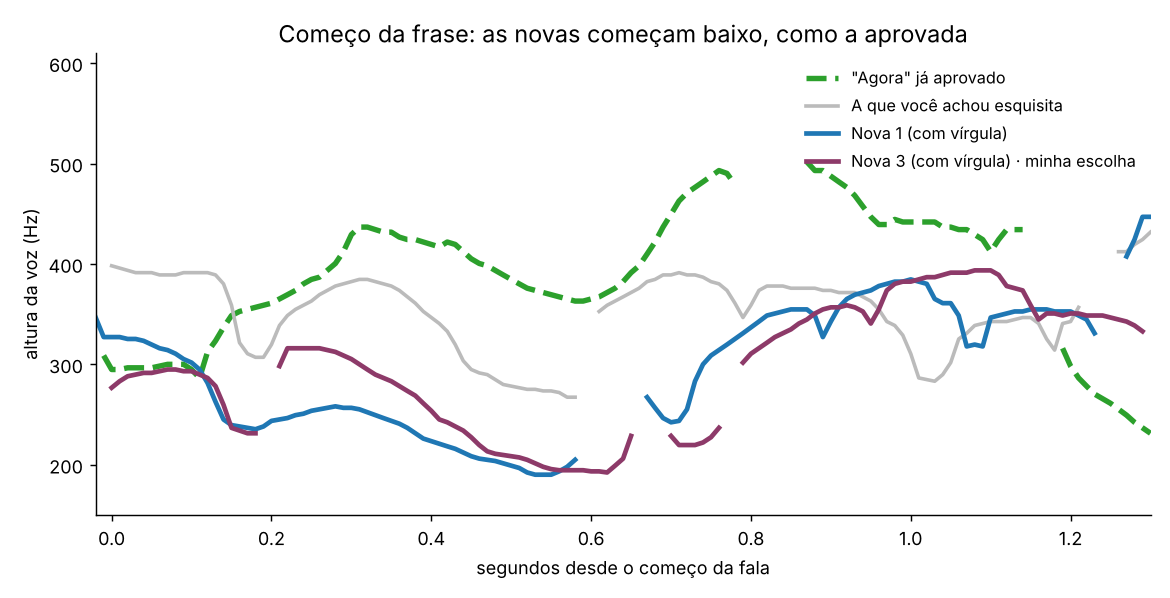 Começo da frase: as novas começam baixo, como a aprovada
"Agora" já aprovado
A que você achou esquisita
Nova 1 (com vírgula)
Nova 3 (com vírgula) · minha escolha
altura da voz (Hz)
600
500
400
300
200
0.0 0.2 0.4 0.6 0.8 1.0 1.2
segundos desde o começo da fala